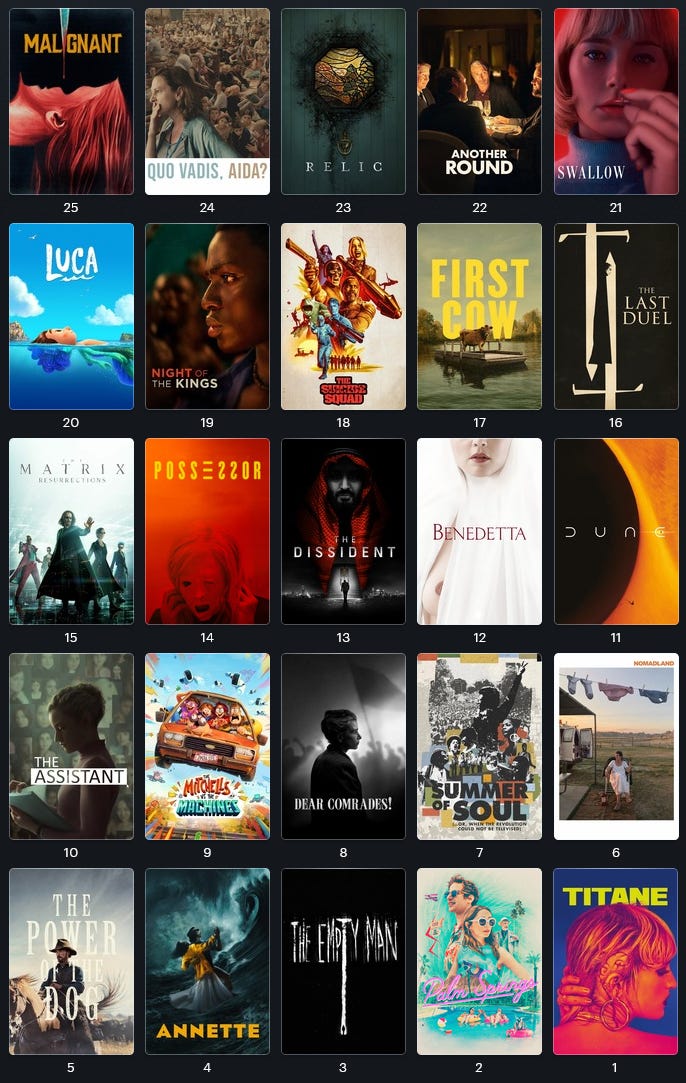 MALIGNANT
QUO VADIS, AIDA?
RELIC
ANOTHER
ROUND
SWALLOW
25
24
23
22
21
LUCA
NIGHT OF
THE KINGS
THE
SUICIDE
SQUAD
FIRST
COW
THE
LAST
DUEL
20
19
18
17
16
THE
MATRIX
RESURRECTIONS
POSSESSOR
THE
DISSIDENT
BENEDETTA
DUNE
15
14
13
12
11
THE
ASSISTANT
THE
MITCHELLS
VS. THE
MACHINES
DEAR COMRADES!
SUMMER
OF SOUL
(...OR, WHEN THE REVOLUTION
COULD NOT BE TELEVISED)
NOMADLAND
10
9
8
7
6
THE
POWER
OF THE
DOG
ANNETTE
THE EMPTY MAN
Palm Springs
TITANE
5
4
3
2
1